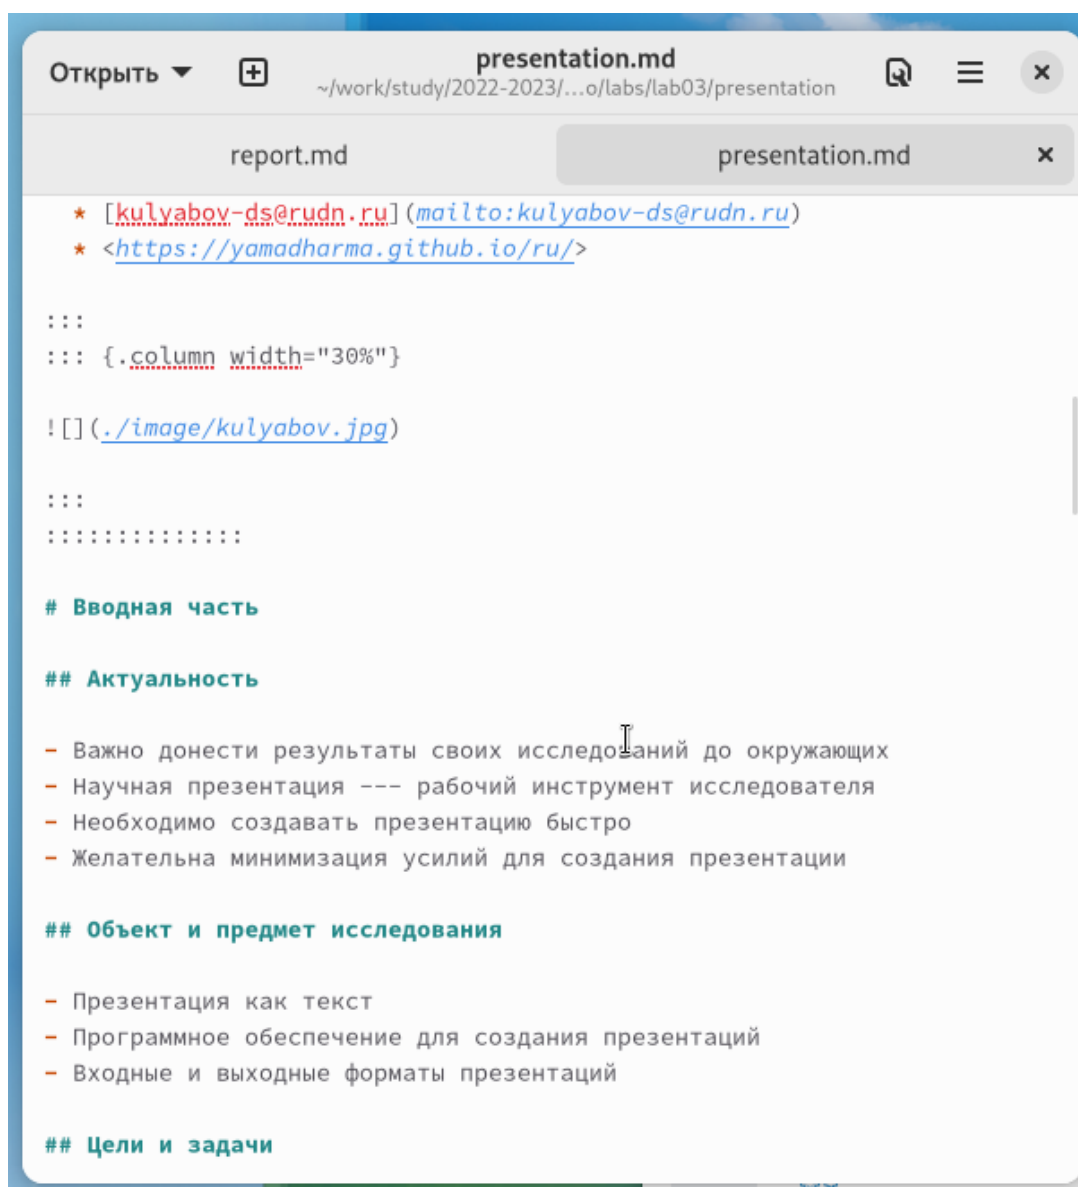 Открыть
presentation.md
~/work/study/2022-2023/...o/labs/lab03/presentation
report.md
presentation.md
* [kulyabov-ds@rudn.ru](mailto:kulyabov-ds@rudn.ru)
* <https://yamadharma.github.io/ru/>
:::
::: {.column width="30%"}
![](./image/kulyabov.jpg)
:::
::::::::::::::
# Вводная часть
## Актуальность
- Важно донести результаты своих исследований до окружающих
- Научная презентация --- рабочий инструмент исследователя
- Необходимо создавать презентацию быстро
- Желательна минимизация усилий для создания презентации
## Объект и предмет исследования
- Презентация как текст
- Программное обеспечение для создания презентаций
- Входные и выходные форматы презентаций
## Цели и задачи